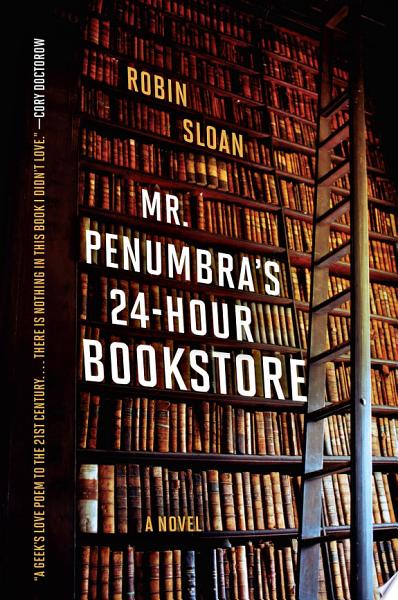 ROBIN
SLOAN
MR.
PENUMBRA'S
24-HOUR
BOOKSTORE
A NOVEL
"A GEEK'S LOVE POEM TO THE 21ST CENTURY. . . . THERE IS NOTHING IN THIS BOOK I DIDN'T LOVE." —CORY DOCTOROW